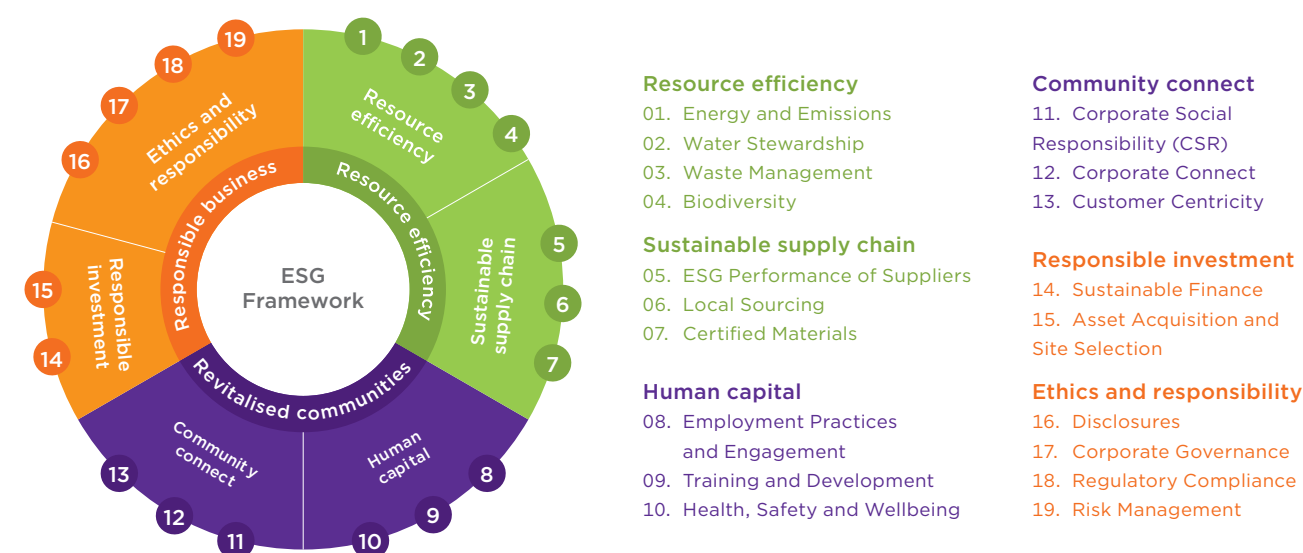 19
1
18
2
17
3
16
4
Ethics and
responsibility
Resource
efficiency
Responsible business
Resource efficiency
5
Sustainable
supply chain
6
7
15
Responsible
investment
14
ESG
Framework
Revitalised communities
Community
connect
Human
capital
13
8
12
9
11
10
Resource efficiency
01. Energy and Emissions
02. Water Stewardship
03. Waste Management
04. Biodiversity
Sustainable supply chain
05. ESG Performance of Suppliers
06. Local Sourcing
07. Certified Materials
Human capital
08. Employment Practices
and Engagement
09. Training and Development
10. Health, Safety and Wellbeing
Community connect
11. Corporate Social
Responsibility (CSR)
12. Corporate Connect
13. Customer Centricity
Responsible investment
14. Sustainable Finance
15. Asset Acquisition and
Site Selection
Ethics and responsibility
16. Disclosures
17. Corporate Governance
18. Regulatory Compliance
19. Risk Management